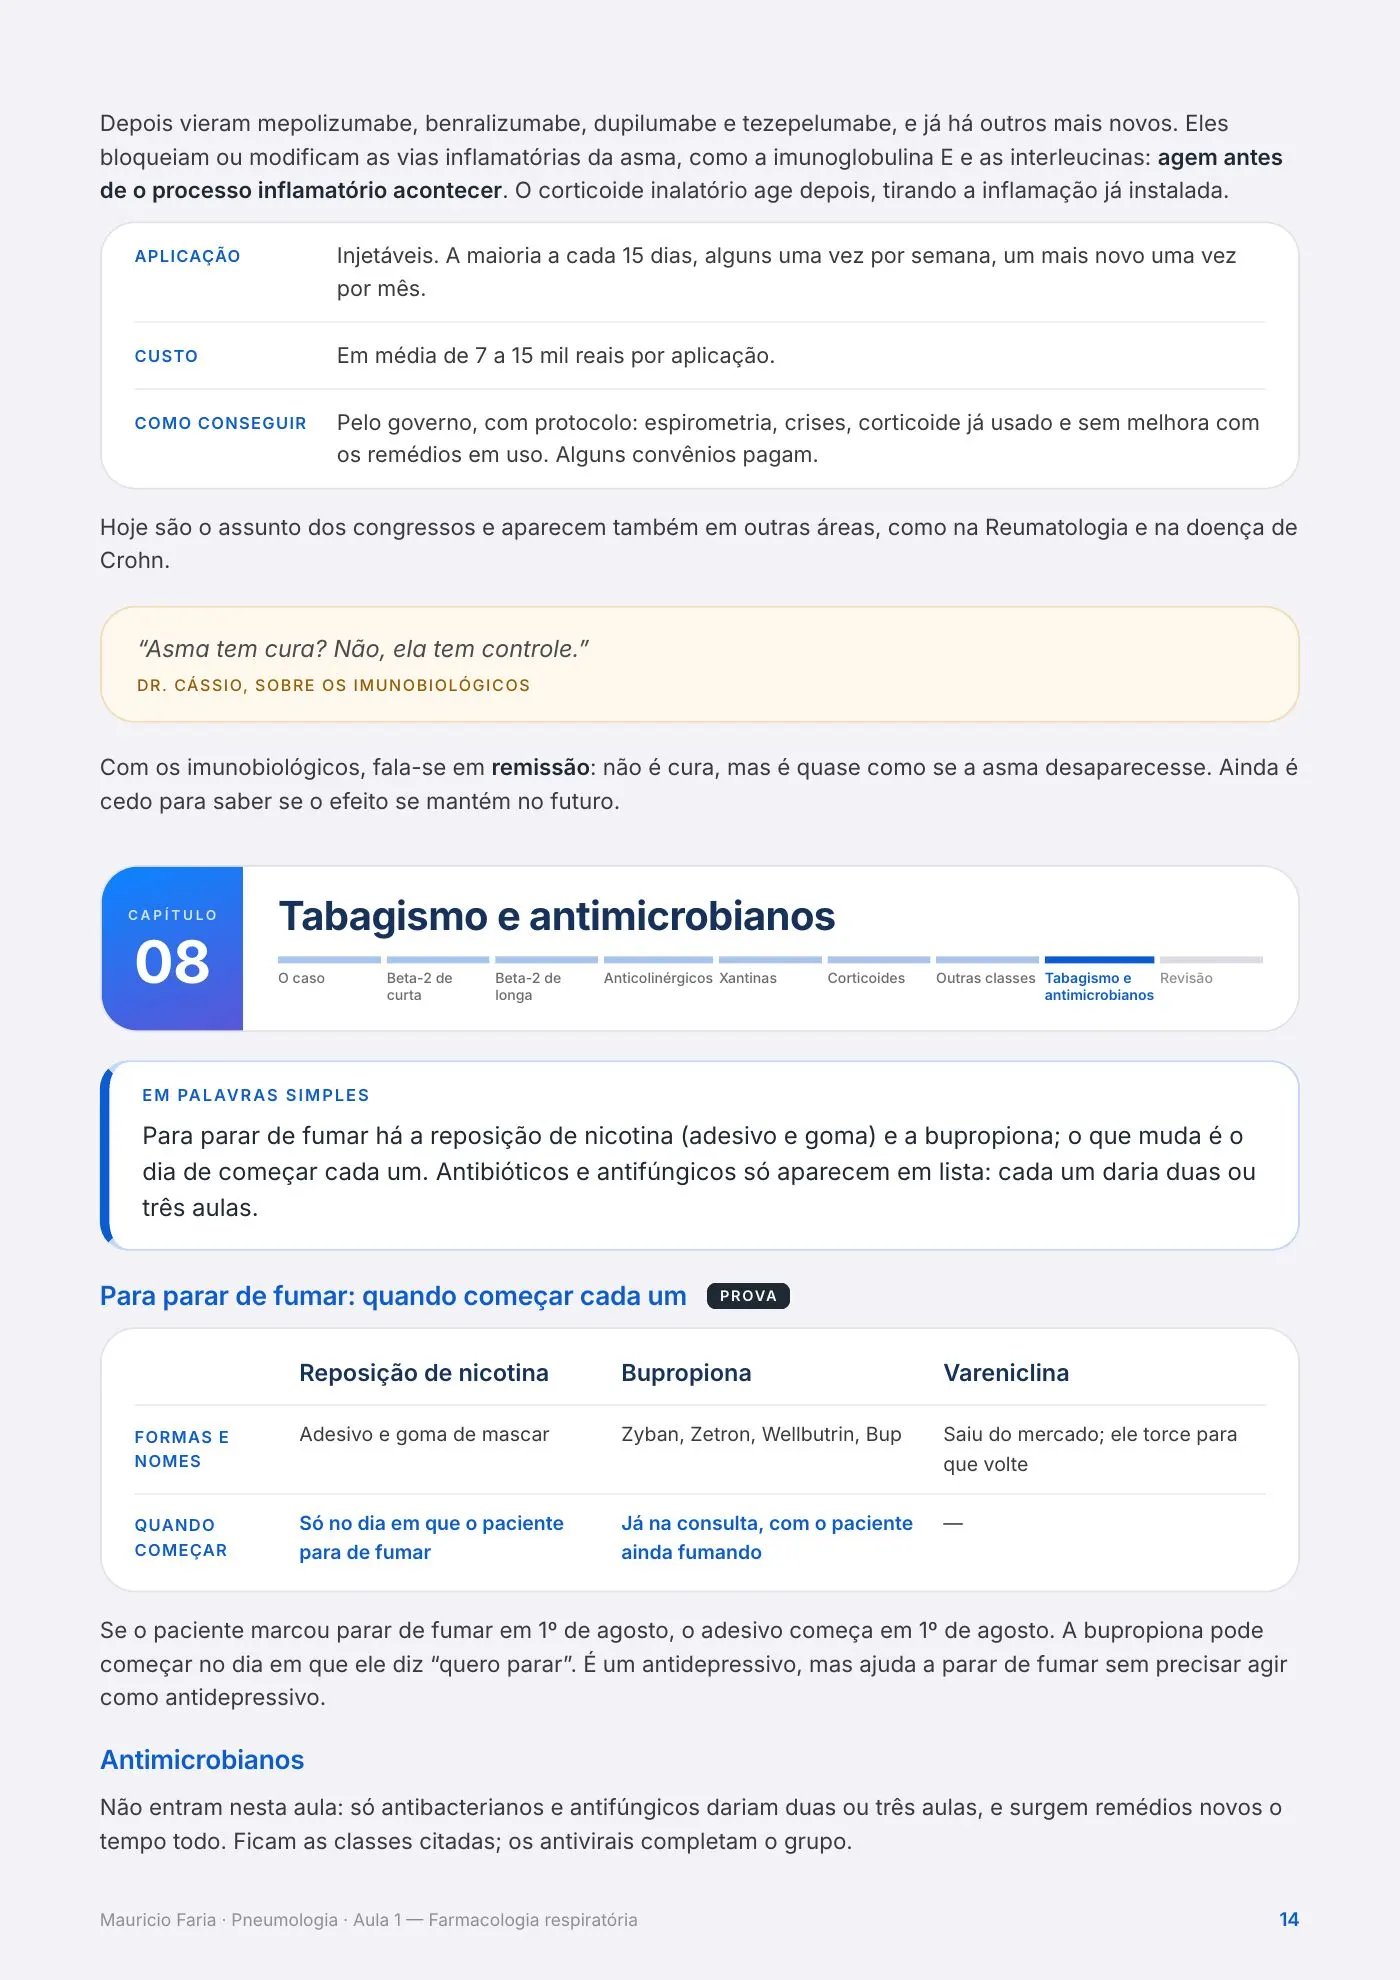 Depois vieram mepolizumabe, benralizumabe, dupilumabe e tezepelumabe, e já há outros mais novos. Eles
bloqueiam ou modificam as vias inflamatórias da asma, como a imunoglobulina E e as interleucinas: agem antes
de o processo inflamatório acontecer. O corticoide inalatório age depois, tirando a inflamação já instalada.
APLICAÇÃO
Injetáveis. A maioria a cada 15 dias, alguns uma vez por semana, um mais novo uma vez
por mês.
CUSTO
Em média de 7 a 15 mil reais por aplicação.
COMO CONSEGUIR
Pelo governo, com protocolo: espirometria, crises, corticoide já usado e sem melhora com
os remédios em uso. Alguns convênios pagam.
Hoje são o assunto dos congressos e aparecem também em outras áreas, como na Reumatologia e na doença de
Crohn.
“Asma tem cura? Não, ela tem controle.”
DR. CÁSSIO, SOBRE OS IMUNOBIOLÓGICOS
Com os imunobiológicos, fala-se em remissão: não é cura, mas é quase como se a asma desaparecesse. Ainda é
cedo para saber se o efeito se mantém no futuro.
CAPÍTULO
08
Tabagismo e antimicrobianos
O caso
Beta-2 de
curta
Beta-2 de
longa
Anticolinérgicos
Xantinas
Corticoides
Outras classes
Tabagismo e
antimicrobianos
Revisão
EM PALAVRAS SIMPLES
Para parar de fumar há a reposição de nicotina (adesivo e goma) e a bupropiona; o que muda é o
dia de começar cada um. Antibióticos e antifúngicos só aparecem em lista: cada um daria duas ou
três aulas.
Para parar de fumar: quando começar cada um PROVA
Reposição de nicotina
Bupropiona
Vareniclina
FORMAS E
NOMES
Adesivo e goma de mascar
Zyban, Zetron, Wellbutrin, Bup
Saiu do mercado; ele torce para
que volte
QUANDO
COMEÇAR
Só no dia em que o paciente
para de fumar
Já na consulta, com o paciente
ainda fumando
—
Se o paciente marcou parar de fumar em 1º de agosto, o adesivo começa em 1º de agosto. A bupropiona pode
começar no dia em que ele diz “quero parar”. É um antidepressivo, mas ajuda a parar de fumar sem precisar agir
como antidepressivo.
Antimicrobianos
Não entram nesta aula: só antibacterianos e antifúngicos dariam duas ou três aulas, e surgem remédios novos o
tempo todo. Ficam as classes citadas; os antivirais completam o grupo.
Mauricio Faria · Pneumologia · Aula 1 — Farmacologia respiratória
14